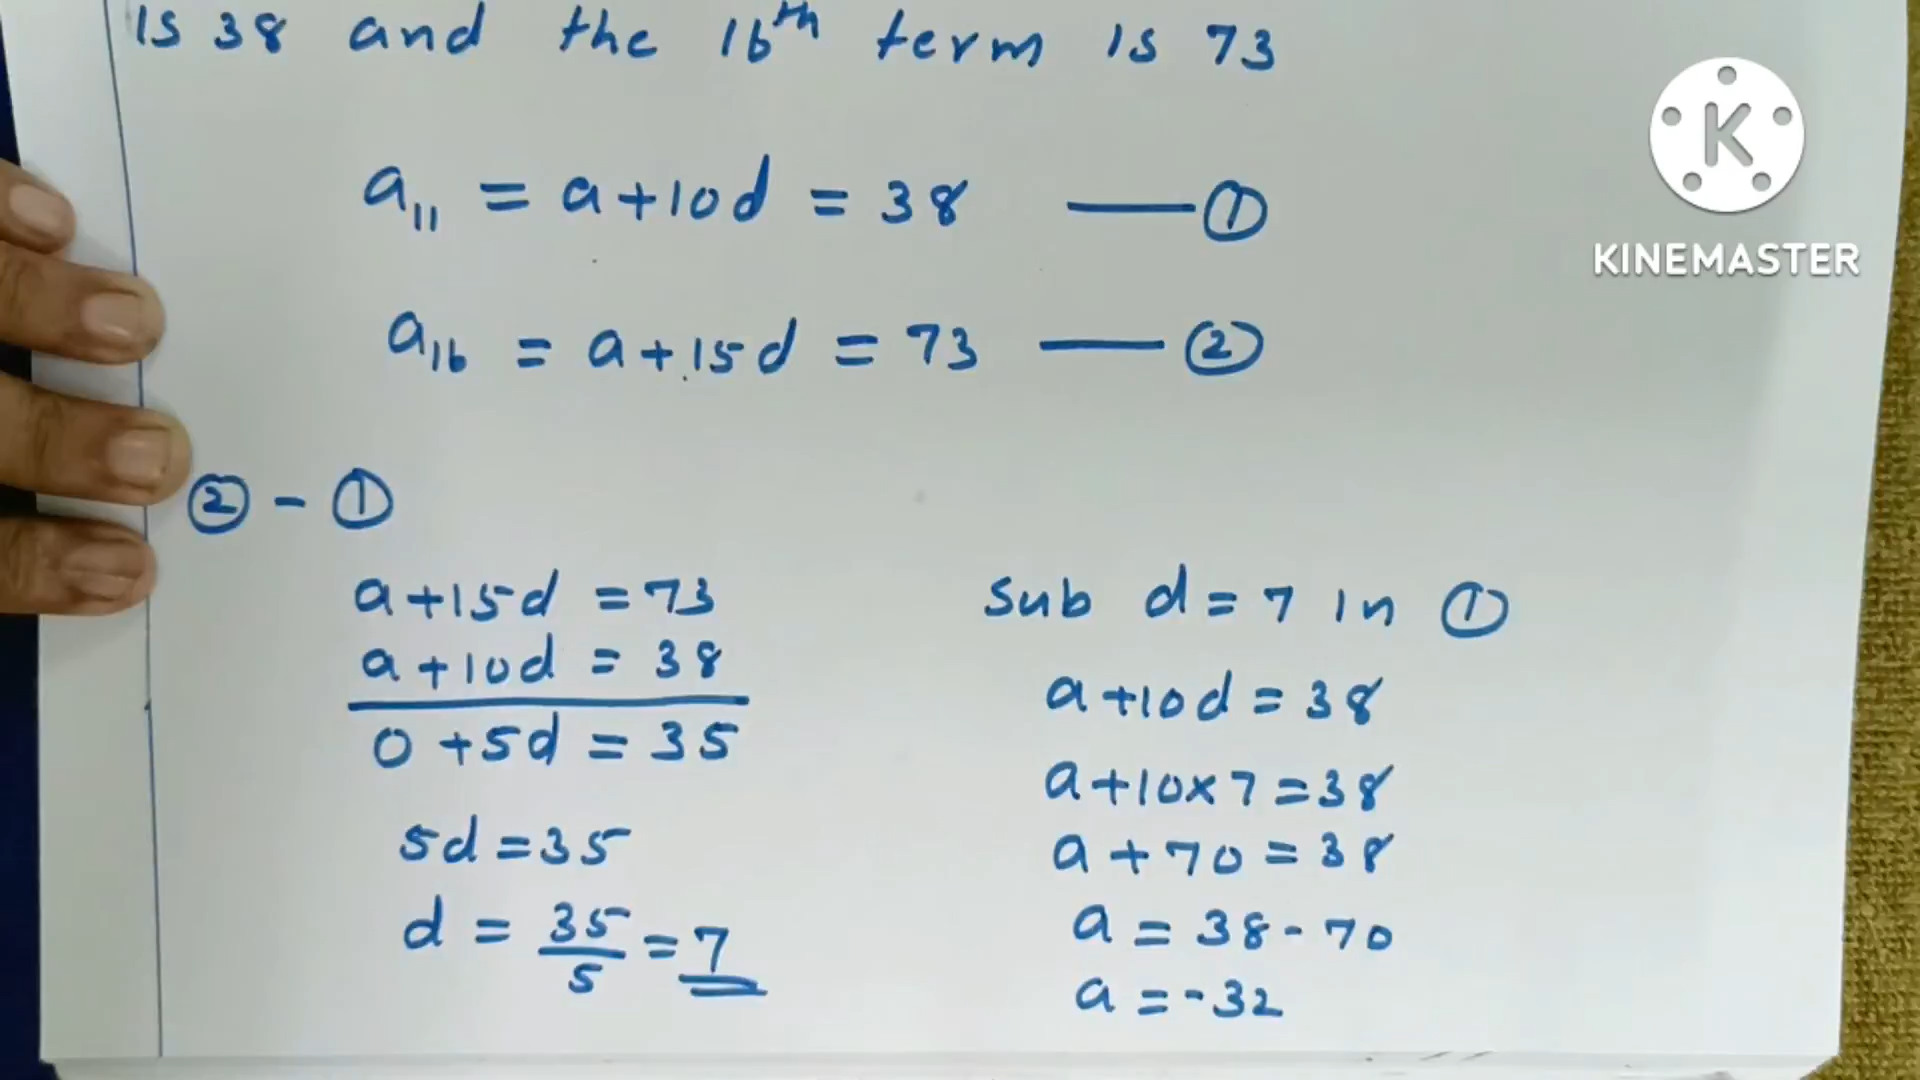 is 38 and the 16th term is 73
a11 = a+10d = 38 —— ①
a16 = a+15d = 73 —— ②
② - ①
a+15d = 73
a+10d = 38
0+5d = 35
5d = 35
d = 35/5 = 7
Sub d = 7 in ①
a+10d = 38
a+10×7 = 38
a+70 = 38
a = 38-70
a = -32
K
KINEMASTER